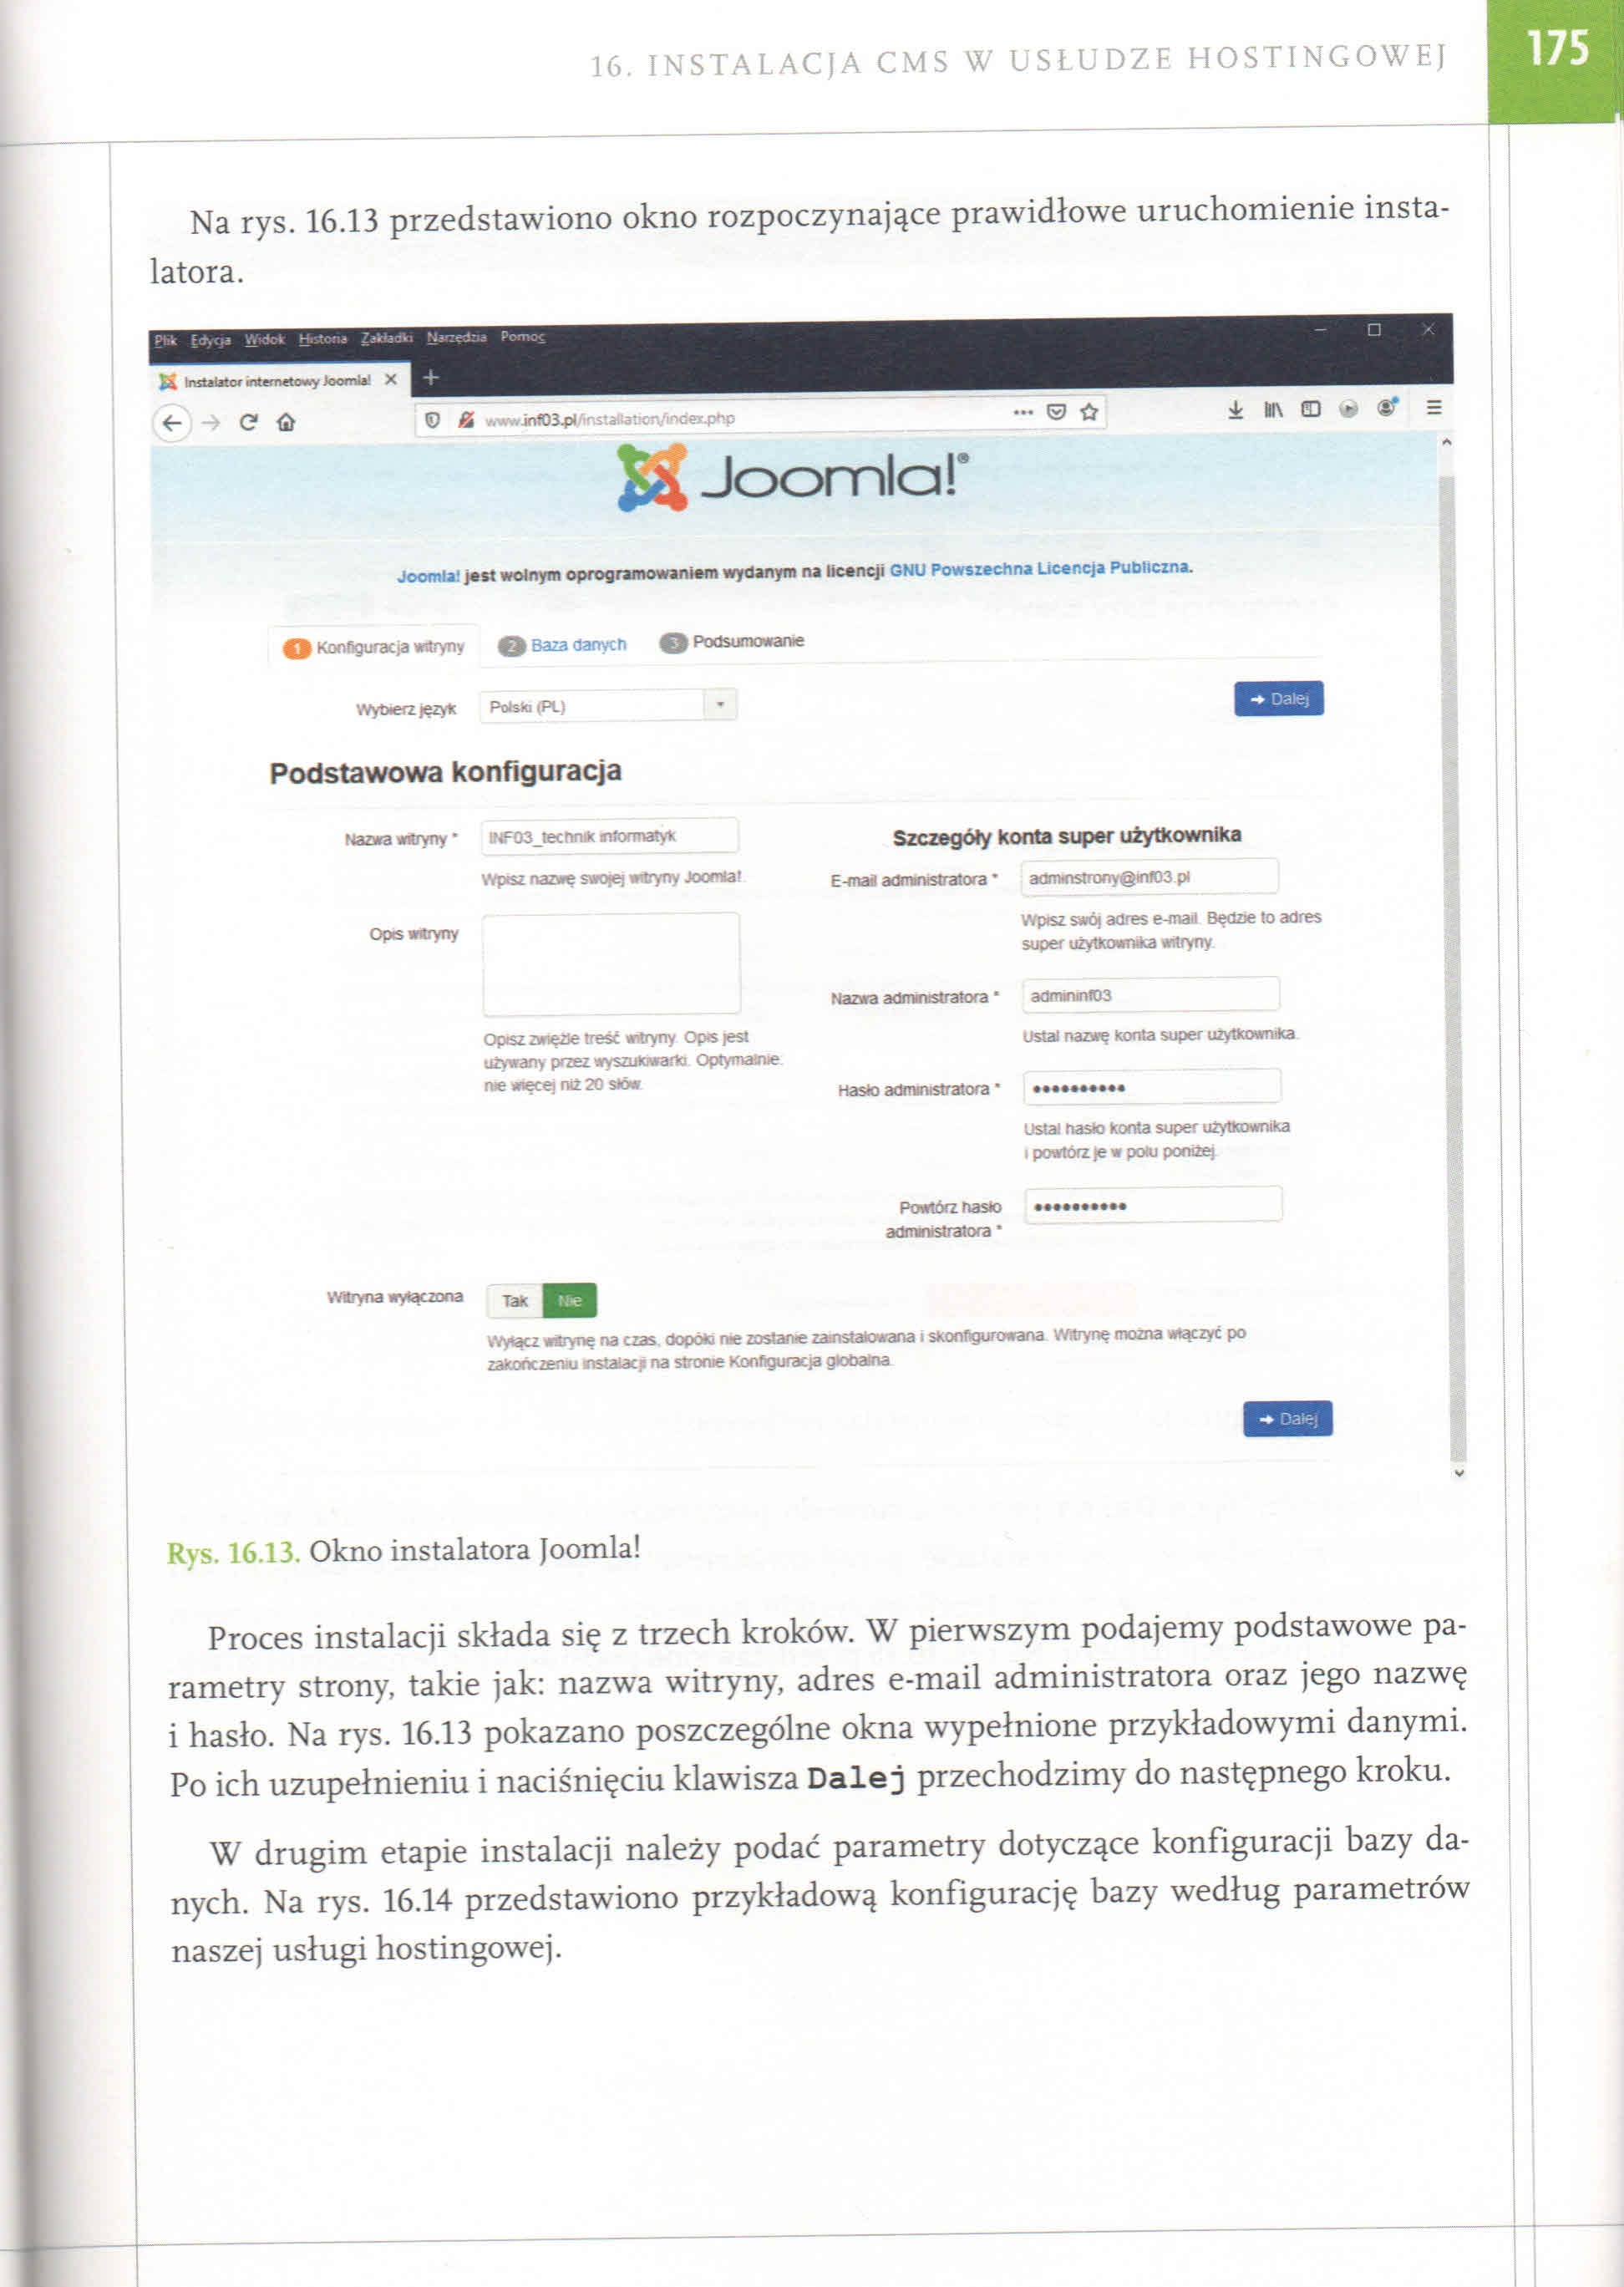 16. INSTALACJA CMS W USŁUDZE HOSTINGOWEJ
175
Na rys. 16.13 przedstawiono okno rozpoczynające prawidłowe uruchomienie insta-
latora.
Plik Edycja Widok Historia Zakładki Narzędzia Pomoc
Instalator internetowy Joomla!
www.inf03.pl/installation/index.php
Joomla!®
Joomla! jest wolnym oprogramowaniem wydanym na licencji GNU Powszechna Licencja Publiczna.
1 Konfiguracja witryny 2 Baza danych 3 Podsumowanie
Wybierz język Polski (PL) Dalej
Podstawowa konfiguracja
Nazwa witryny * INF03_technik informatyk
Wpisz nazwę swojej witryny Joomla!
Opis witryny
Opisz zwięźle treść witryny. Opis jest
używany przez wyszukiwarki. Optymalnie:
nie więcej niż 20 słów.
Szczegóły konta super użytkownika
E-mail administratora * adminstrony@inf03.pl
Wpisz swój adres e-mail. Będzie to adres
super użytkownika witryny.
Nazwa administratora * admininf03
Ustal nazwę konta super użytkownika.
Hasło administratora * ••••••••••
Ustal hasło konta super użytkownika
i powtórz je w polu poniżej.
Powtórz hasło ••••••••••
administratora *
Witryna wyłączona Tak Nie
Wyłącz witrynę na czas, dopóki nie zostanie zainstalowana i skonfigurowana. Witrynę można włączyć po
zakończeniu instalacji na stronie Konfiguracja globalna.
Dalej
Rys. 16.13. Okno instalatora Joomla!
Proces instalacji składa się z trzech kroków. W pierwszym podajemy podstawowe pa-
rametry strony, takie jak: nazwa witryny, adres e-mail administratora oraz jego nazwę
i hasło. Na rys. 16.13 pokazano poszczególne okna wypełnione przykładowymi danymi.
Po ich uzupełnieniu i naciśnięciu klawisza Dalej przechodzimy do następnego kroku.
W drugim etapie instalacji należy podać parametry dotyczące konfiguracji bazy da-
nych. Na rys. 16.14 przedstawiono przykładową konfigurację bazy według parametrów
naszej usługi hostingowej.